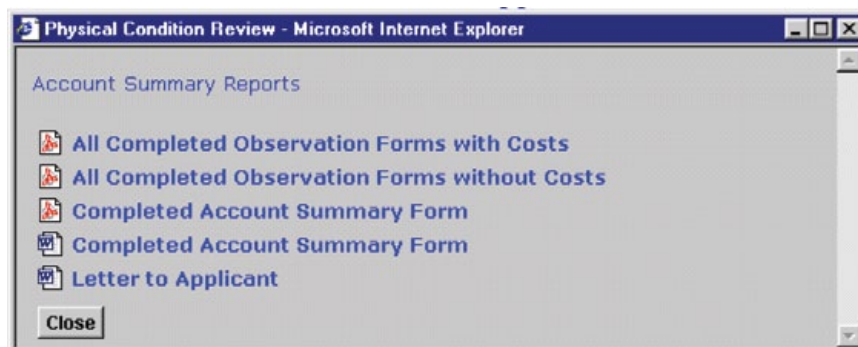 Physical Condition Review - Microsoft Internet Explorer
Account Summary Reports
All Completed Observation Forms with Costs
All Completed Observation Forms without Costs
Completed Account Summary Form
Completed Account Summary Form
Letter to Applicant
Close